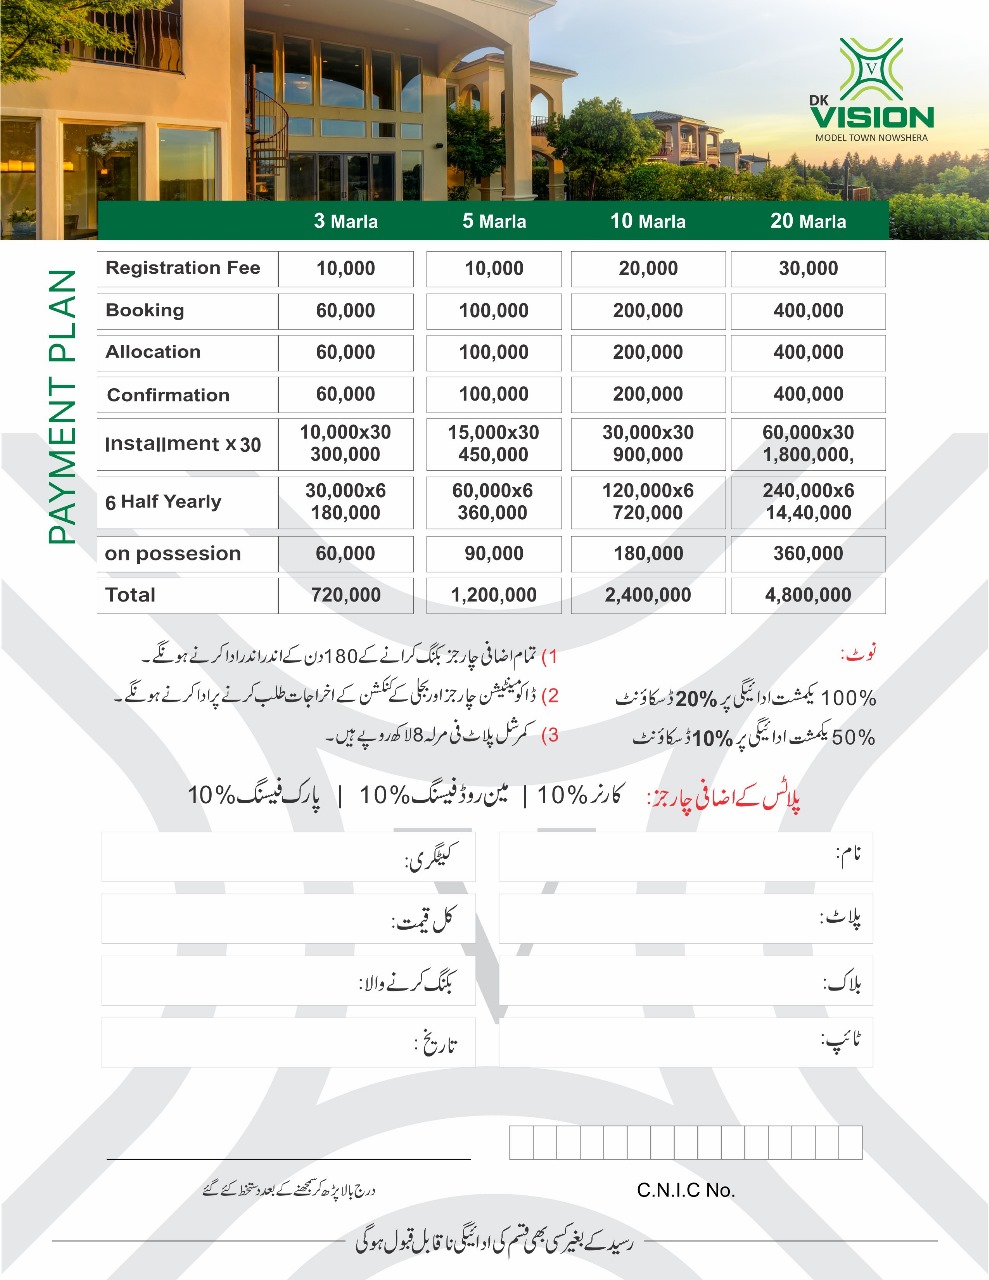 DK
VISION
MODEL TOWN NOWSHERA
PAYMENT PLAN
3 Marla 5 Marla 10 Marla 20 Marla
Registration Fee 10,000 10,000 20,000 30,000
Booking 60,000 100,000 200,000 400,000
Allocation 60,000 100,000 200,000 400,000
Confirmation 60,000 100,000 200,000 400,000
Installment x 30 10,000x30 15,000x30 30,000x30 60,000x30
300,000 450,000 900,000 1,800,000,
6 Half Yearly 30,000x6 60,000x6 120,000x6 240,000x6
180,000 360,000 720,000 14,40,000
on possesion 60,000 90,000 180,000 360,000
Total 720,000 1,200,000 2,400,000 4,800,000
نوٹ:
100% یکمشت ادائیگی پر 20% ڈسکاؤنٹ
50% یکمشت ادائیگی پر 10% ڈسکاؤنٹ
1) تمام اضافی چارجز بکنگ کرانے کے 180 دن کے اندر اندر ادا کرنے ہونگے۔
2) ڈاکومینٹیشن چارجز اور بجلی کے کنکشن کے اخراجات طلب کرنے پر ادا کرنے ہونگے۔
3) کمرشل پلاٹ فی مرلہ 8 لاکھ روپے ہیں۔
پلاٹس کے اضافی چارجز: کارنر 10% | مین روڈ فیسنگ 10% | پارک فیسنگ 10%
نام: کیٹگری:
پلاٹ: کل قیمت:
بلاک: بکنگ کرنے والا:
ٹائپ: تاریخ :
C.N.I.C No.
درج بالا پڑھ کر سمجھنے کے بعد دستخط کئے گئے
رسید کے بغیر کسی بھی قسم کی ادائیگی ناقابل قبول ہوگی